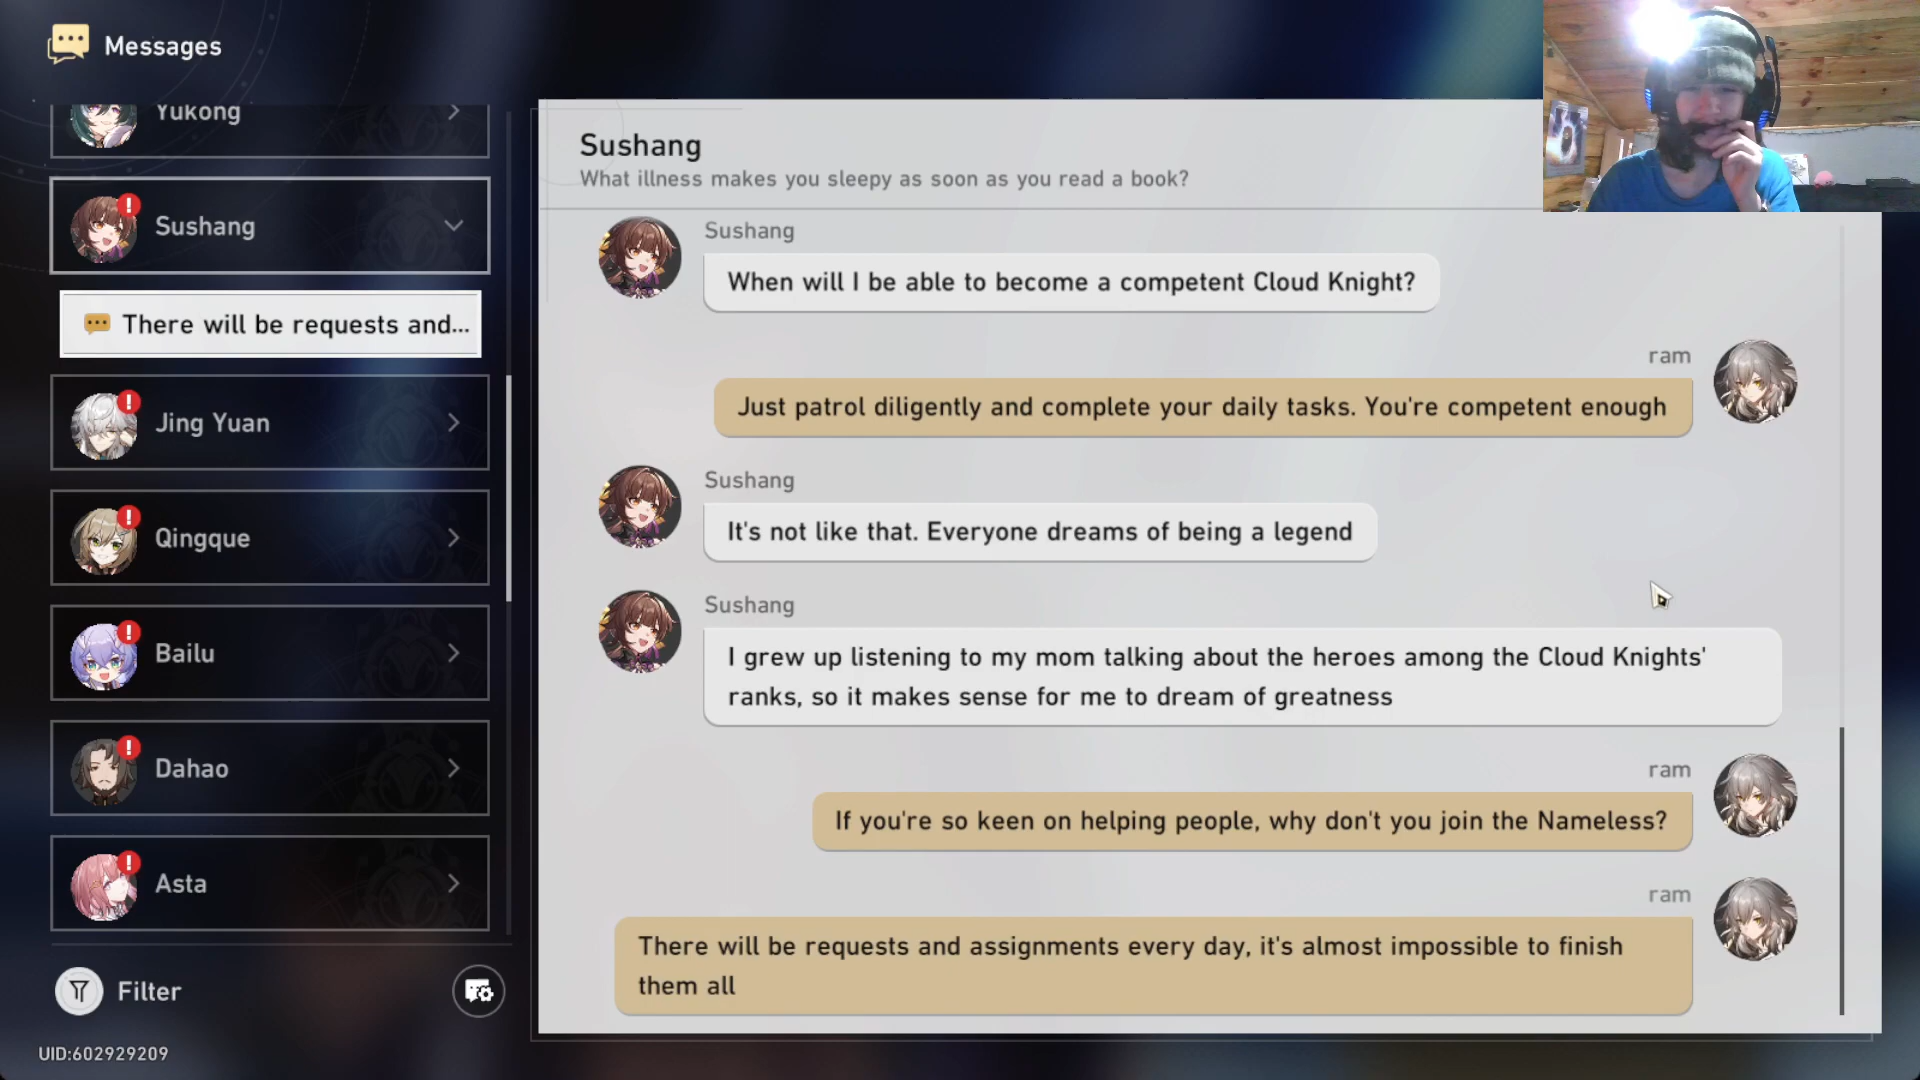 Messages
Yukong
Sushang
There will be requests and...
Jing Yuan
Qingque
Bailu
Dahao
Asta
Filter
UID:602929209
Sushang
What illness makes you sleepy as soon as you read a book?
Sushang
When will I be able to become a competent Cloud Knight?
ram
Just patrol diligently and complete your daily tasks. You're competent enough
Sushang
It's not like that. Everyone dreams of being a legend
Sushang
I grew up listening to my mom talking about the heroes among the Cloud Knights'
ranks, so it makes sense for me to dream of greatness
ram
If you're so keen on helping people, why don't you join the Nameless?
ram
There will be requests and assignments every day, it's almost impossible to finish
them all